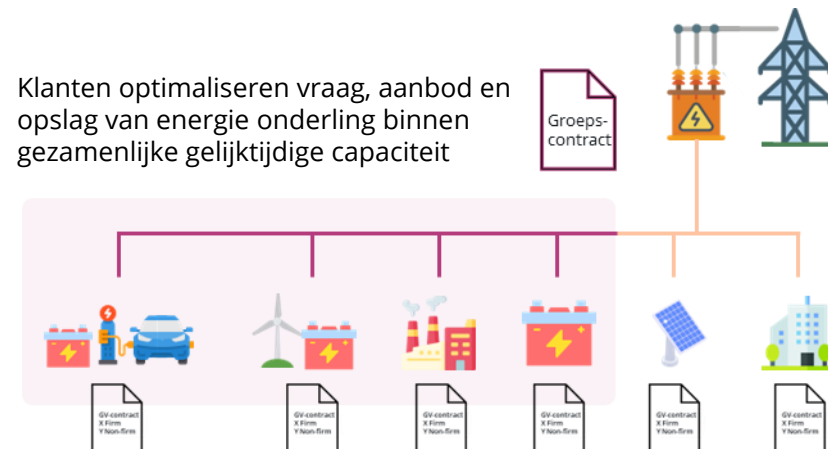 Klanten optimaliseren vraag, aanbod en
opslag van energie onderling binnen
gezamenlijke gelijktijdige capaciteit
Groeps-
contract
GV-contract
X Firm
Y Non-firm
GV-contract
X Firm
Y Non-firm
GV-contract
X Firm
Y Non-firm
GV-contract
X Firm
Y Non-firm
GV-contract
X Firm
Y Non-firm
GV-contract
X Firm
Y Non-firm